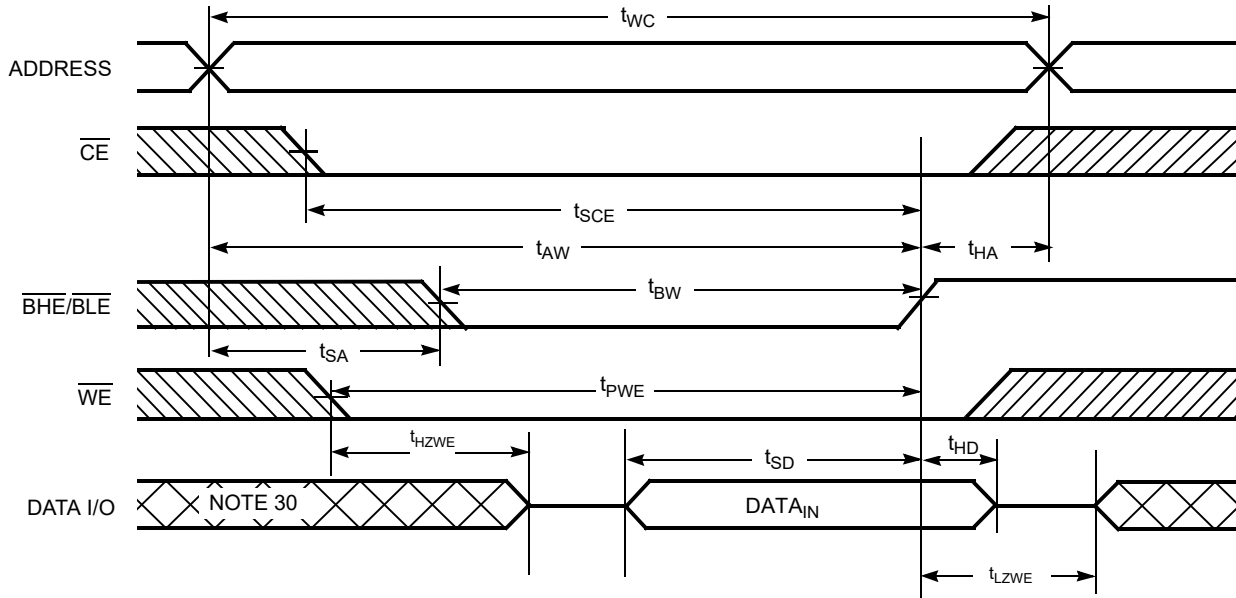 tWC
ADDRESS
CE
tSCE
tAW
tHA
BHE/BLE
tBW
tSA
WE
tPWE
tHZWE
tSD
tHD
DATA I/O
NOTE 30
DATAIN
tLZWE